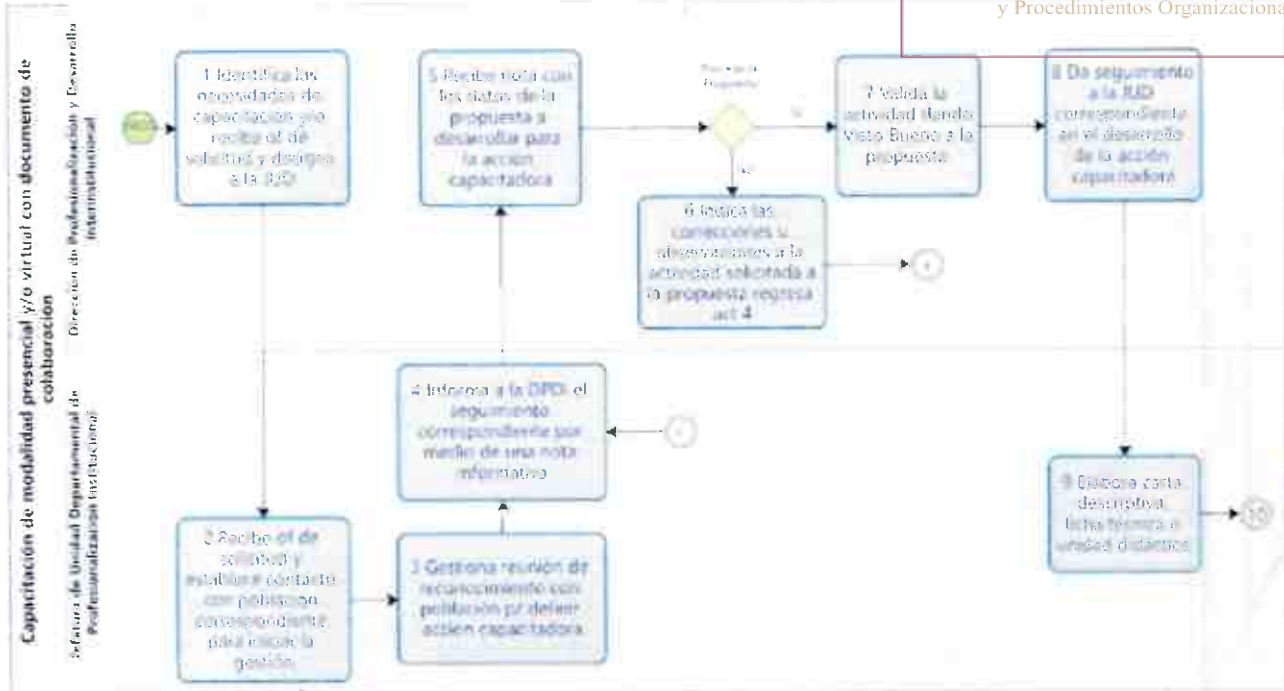 y Procedimientos Organizaciona
Capacitación de modalidad presencial y/o virtual con documento de
colaboración
Dirección de Profesionalización y Desarrollo
Interinstitucional
Jefatura de Unidad Departamental de
Profesionalización Institucional
1 Identifica las
necesidades de
capacitación y/o
recibe of de
solicitud y designa
a la JUD
2 Recibe of de
solicitud y
establece contacto
con población
correspondiente
para iniciar la
gestión
3 Gestiona reunión de
reconocimiento con
población p/ definir
acción capacitadora
4 Informa a la DPDI el
seguimiento
correspondiente por
medio de una nota
informativa
5 Recibe nota con
los datos de la
propuesta a
desarrollar para
la acción
capacitadora
6 Indica las
correcciones u
observaciones a la
actividad solicitada a
la propuesta regresa
act 4
7 Valida la
actividad dando
Visto Bueno a la
propuesta
8 Da seguimiento
a la JUD
correspondiente
en el desarrollo
de la acción
capacitadora
9 Elabora carta
descriptiva
ficha técnica o
unidad didáctica
10